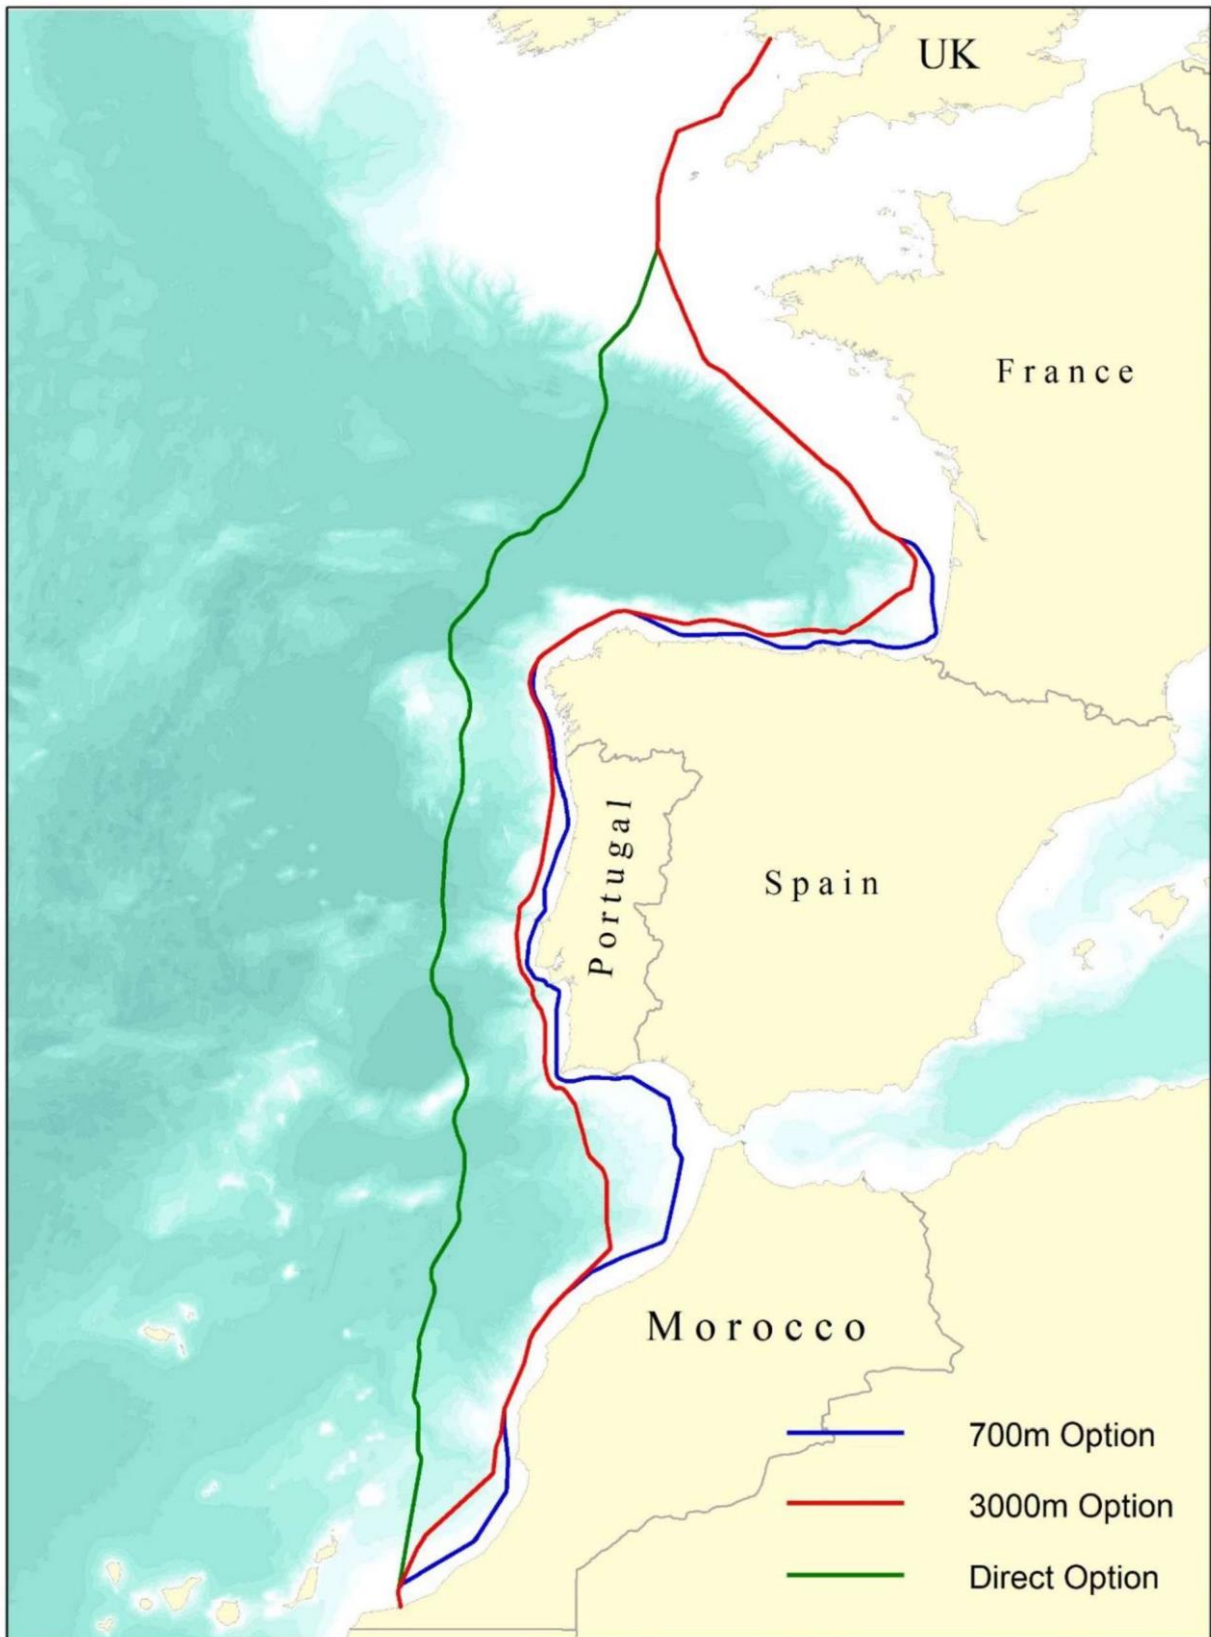 UK
France
Portugal
Spain
Morocco
700m Option
3000m Option
Direct Option